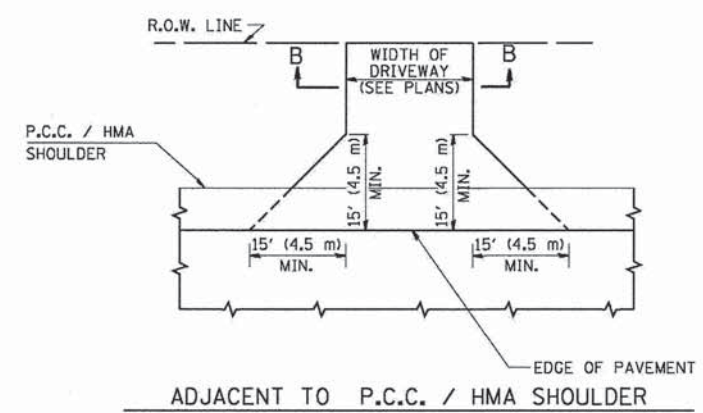 R.O.W. LINE
B
WIDTH OF
DRIVEWAY
(SEE PLANS)
B
P.C.C. / HMA
SHOULDER
15' (4.5 m)
MIN.
15' (4.5 m)
MIN.
15' (4.5 m)
MIN.
15' (4.5 m)
MIN.
EDGE OF PAVEMENT
ADJACENT TO P.C.C. / HMA SHOULDER